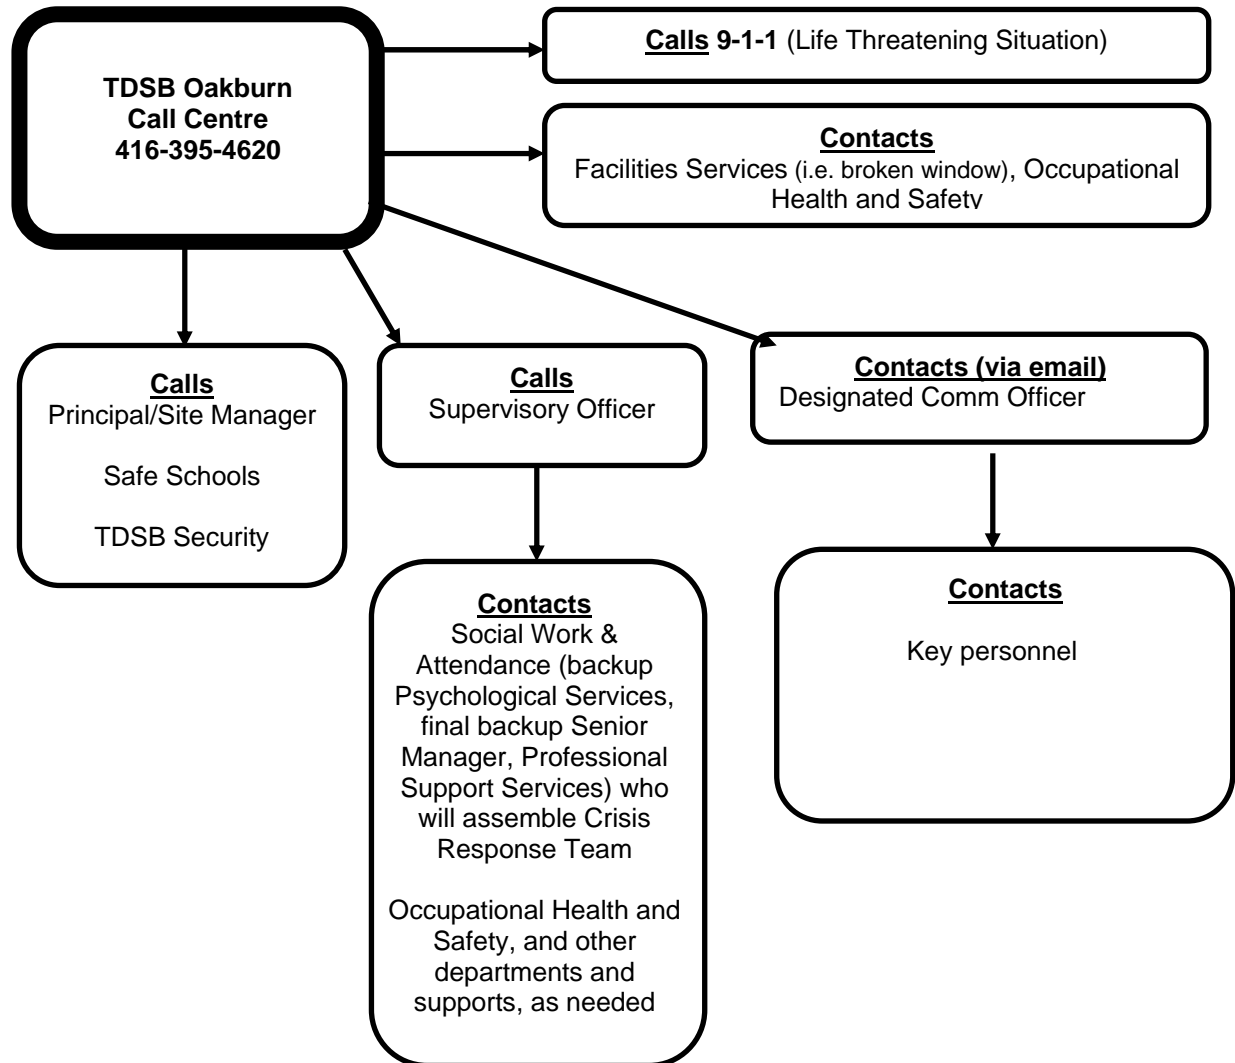 TDSB Oakburn
Call Centre
416-395-4620
Calls 9-1-1 (Life Threatening Situation)
Contacts
Facilities Services (i.e. broken window), Occupational
Health and Safety
Calls
Principal/Site Manager
Safe Schools
TDSB Security
Calls
Supervisory Officer
Contacts (via email)
Designated Comm Officer
Contacts
Social Work &
Attendance (backup
Psychological Services,
final backup Senior
Manager, Professional
Support Services) who
will assemble Crisis
Response Team
Occupational Health and
Safety, and other
departments and
supports, as needed
Contacts
Key personnel